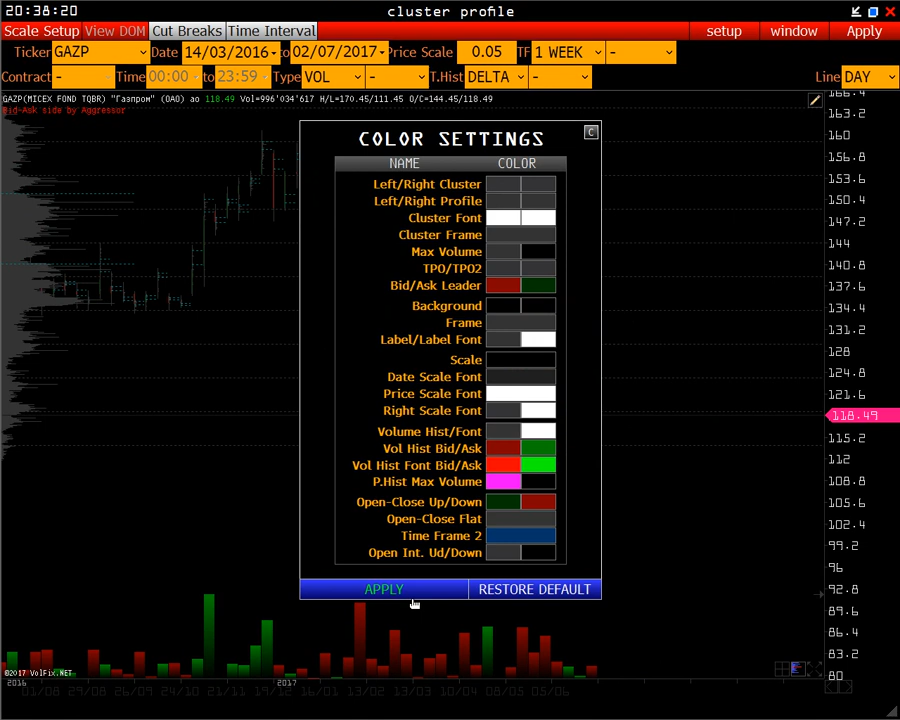 20:38:20 cluster profile
Scale Setup View DOM Cut Breaks Time Interval setup window Apply
Ticker GAZP Date 14/03/2016 to 02/07/2017 Price Scale 0.05 TF 1 WEEK -
Contract - Time 00:00 to 23:59 Type VOL - T.Hist DELTA - Line DAY
GAZP(MICEX FOND TQBR) "Газпром" (ОАО) ао 118.49 Vol=996'034'617 H/L=170.45/111.45 O/C=144.45/118.49
Bid-Ask side by Aggressor
166.4
163.2
160
156.8
153.6
150.4
147.2
144
140.8
137.6
134.4
131.2
128
124.8
121.6
118.49
115.2
112
108.8
105.6
102.4
99.2
96
92.8
89.6
86.4
83.2
80
COLOR SETTINGS C
NAME COLOR
Left/Right Cluster
Left/Right Profile
Cluster Font
Cluster Frame
Max Volume
TPO/TPO2
Bid/Ask Leader
Background
Frame
Label/Label Font
Scale
Date Scale Font
Price Scale Font
Right Scale Font
Volume Hist/Font
Vol Hist Bid/Ask
Vol Hist Font Bid/Ask
P.Hist Max Volume
Open-Close Up/Down
Open-Close Flat
Time Frame 2
Open Int. Ud/Down
APPLY RESTORE DEFAULT
©2017 VolFix.NET
2016 2017
01/08 29/08 26/09 24/10 21/11 19/12 16/01 13/02 13/03 10/04 08/05 05/06